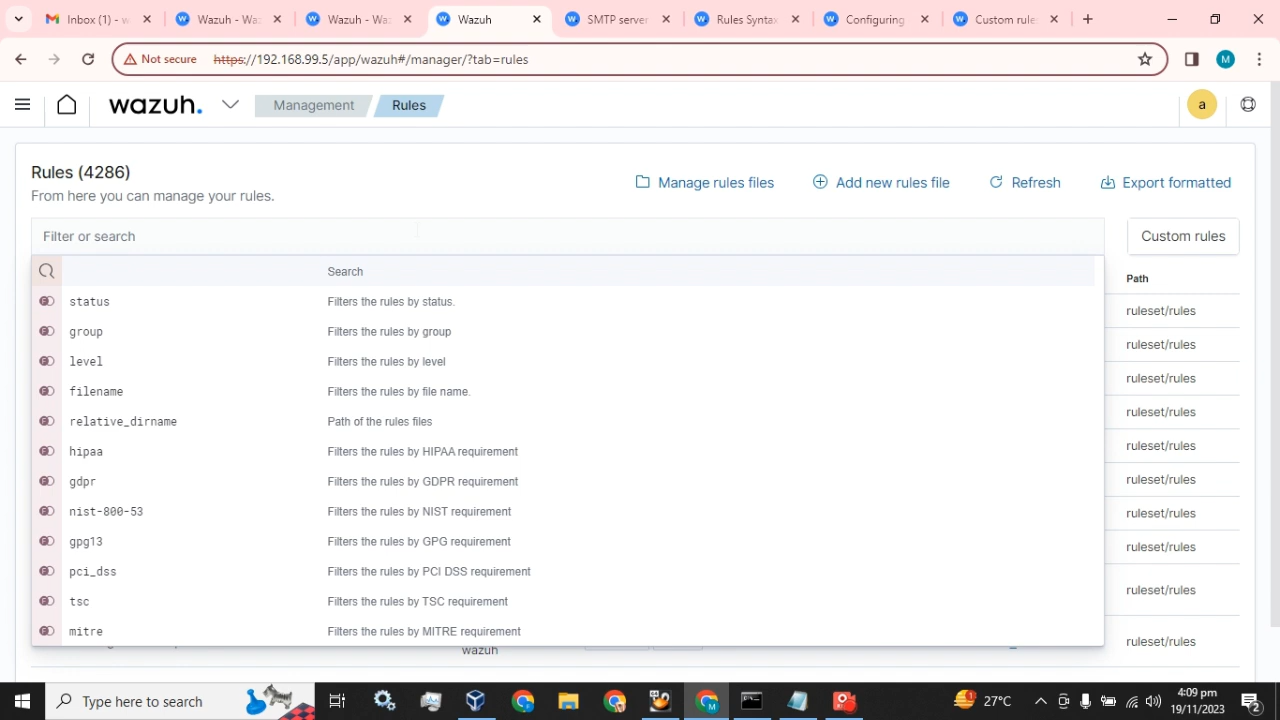 Inbox (1) - w
Wazuh - Waz
Wazuh - Waz
Wazuh
SMTP server
Rules Syntax
Configuring
Custom rule
Not secure https://192.168.99.5/app/wazuh#/manager/?tab=rules
M
wazuh.
Management
Rules
a
Rules (4286)
From here you can manage your rules.
Manage rules files
Add new rules file
Refresh
Export formatted
Filter or search
Custom rules
Search
status Filters the rules by status.
group Filters the rules by group
level Filters the rules by level
filename Filters the rules by file name.
relative_dirname Path of the rules files
hipaa Filters the rules by HIPAA requirement
gdpr Filters the rules by GDPR requirement
nist-800-53 Filters the rules by NIST requirement
gpg13 Filters the rules by GPG requirement
pci_dss Filters the rules by PCI DSS requirement
tsc Filters the rules by TSC requirement
mitre Filters the rules by MITRE requirement
Path
ruleset/rules
ruleset/rules
ruleset/rules
ruleset/rules
ruleset/rules
ruleset/rules
ruleset/rules
ruleset/rules
ruleset/rules
ruleset/rules
wazuh
Type here to search
27°C
4:09 pm
19/11/2023
2